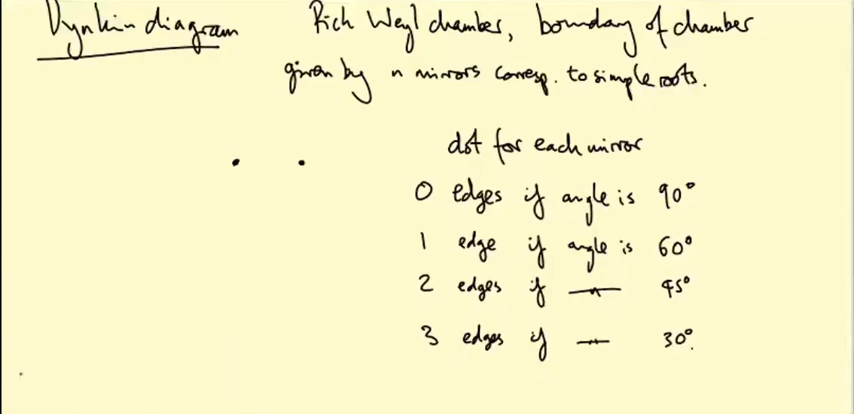 Dynkin diagram Pick Weyl chamber, boundary of chamber
given by n mirrors corresp. to simple roots.
dot for each mirror
0 edges if angle is 90°
1 edge if angle is 60°
2 edges if —"— 45°
3 edges if —"— 30°.